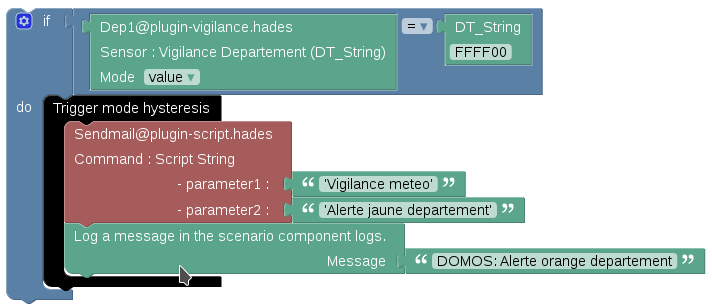 if
Dep1@plugin-vigilance.hades
= ▾
DT_String
Sensor : Vigilance Departement (DT_String)
FFFF00
Mode value ▾
do
Trigger mode hysteresis
Sendmail@plugin-script.hades
Command : Script String
- parameter1 : “ 'Vigilance meteo' ”
- parameter2 : “ 'Alerte jaune departement' ”
Log a message in the scenario component logs.
Message “ DOMOS: Alerte orange departement ”